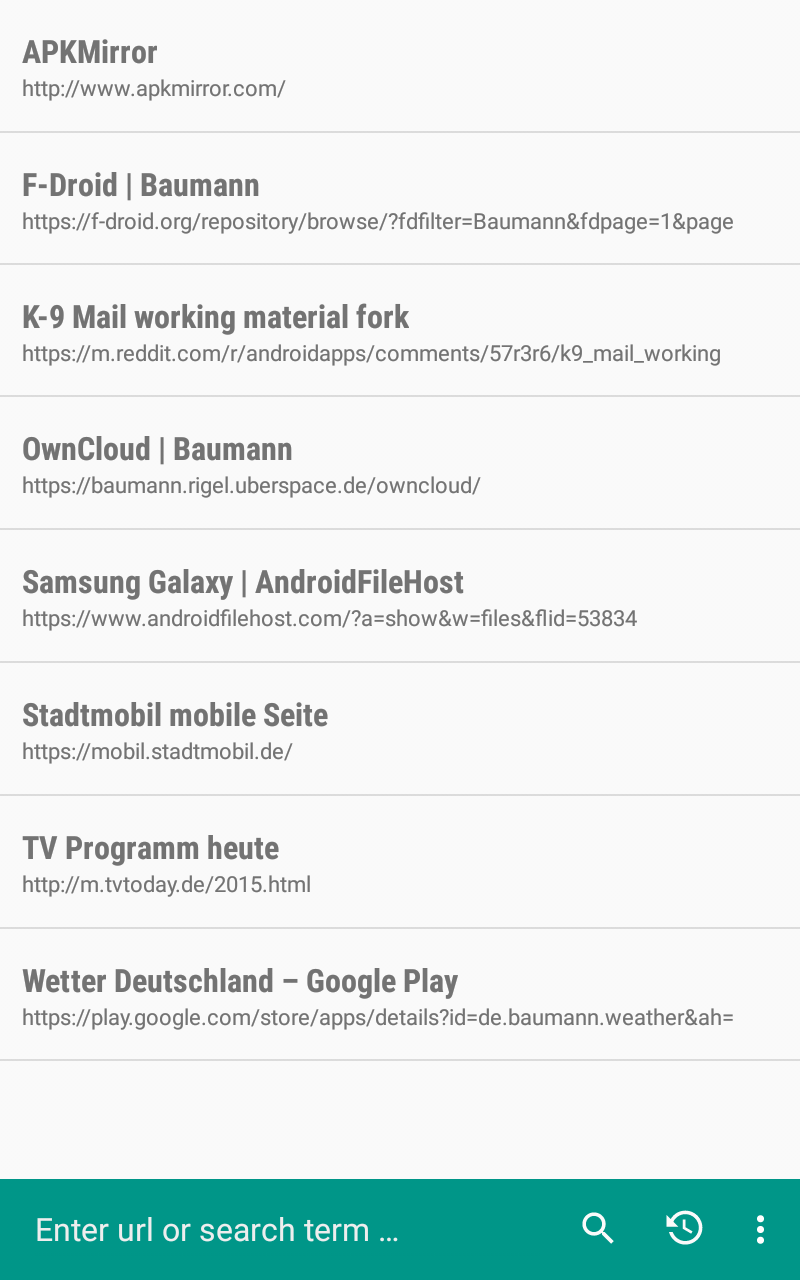 APKMirror
http://www.apkmirror.com/
F-Droid | Baumann
https://f-droid.org/repository/browse/?fdfilter=Baumann&fdpage=1&page
K-9 Mail working material fork
https://m.reddit.com/r/androidapps/comments/57r3r6/k9_mail_working
OwnCloud | Baumann
https://baumann.rigel.uberspace.de/owncloud/
Samsung Galaxy | AndroidFileHost
https://www.androidfilehost.com/?a=show&w=files&flid=53834
Stadtmobil mobile Seite
https://mobil.stadtmobil.de/
TV Programm heute
http://m.tvtoday.de/2015.html
Wetter Deutschland – Google Play
https://play.google.com/store/apps/details?id=de.baumann.weather&ah=
Enter url or search term ...